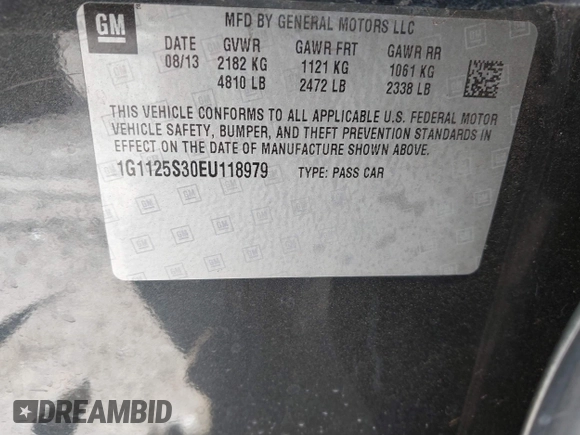 GM
MFD BY GENERAL MOTORS LLC
DATE GVWR GAWR FRT GAWR RR
08/13 2182 KG 1121 KG 1061 KG
4810 LB 2472 LB 2338 LB
THIS VEHICLE CONFORMS TO ALL APPLICABLE U.S. FEDERAL MOTOR
VEHICLE SAFETY, BUMPER, AND THEFT PREVENTION STANDARDS IN
EFFECT ON THE DATE OF MANUFACTURE SHOWN ABOVE.
1G1125S30EU118979 TYPE: PASS CAR
DREAMBID